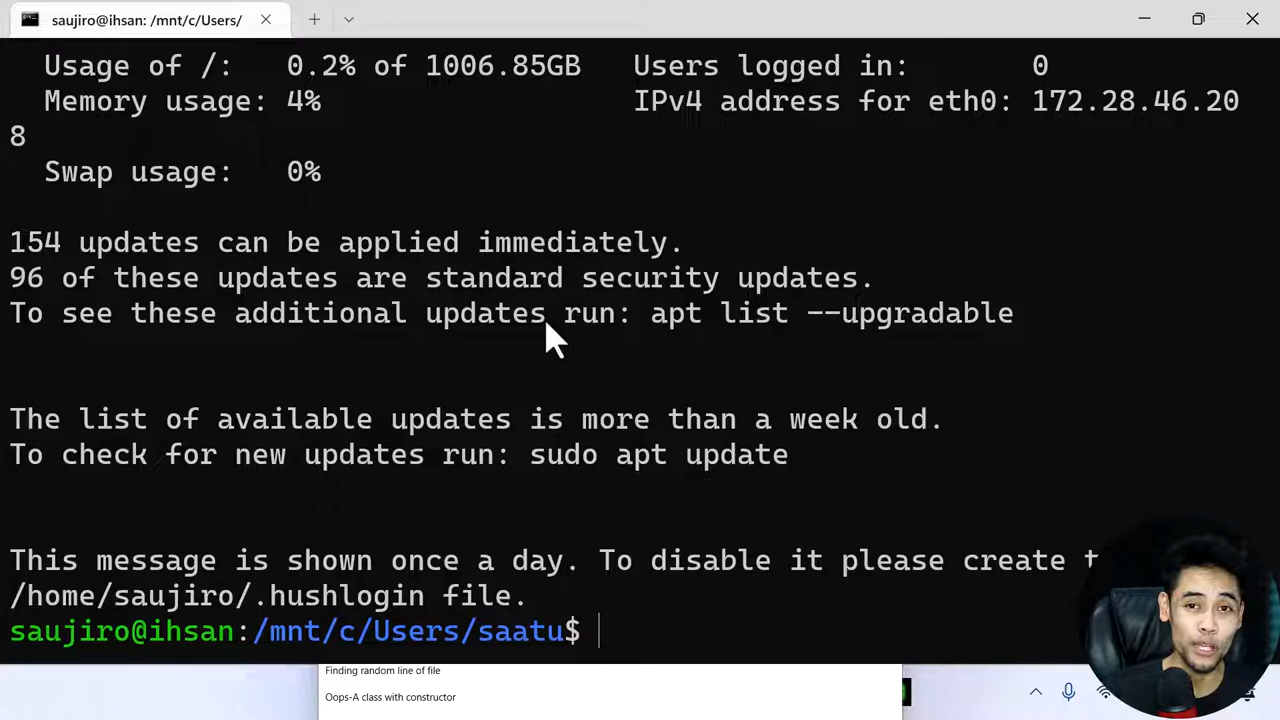 saujiro@ihsan: /mnt/c/Users/
Usage of /: 0.2% of 1006.85GB Users logged in: 0
Memory usage: 4% IPv4 address for eth0: 172.28.46.20
8
Swap usage: 0%
154 updates can be applied immediately.
96 of these updates are standard security updates.
To see these additional updates run: apt list --upgradable
The list of available updates is more than a week old.
To check for new updates run: sudo apt update
This message is shown once a day. To disable it please create t
/home/saujiro/.hushlogin file.
saujiro@ihsan:/mnt/c/Users/saatu$
Finding random line of file
Oops-A class with constructor